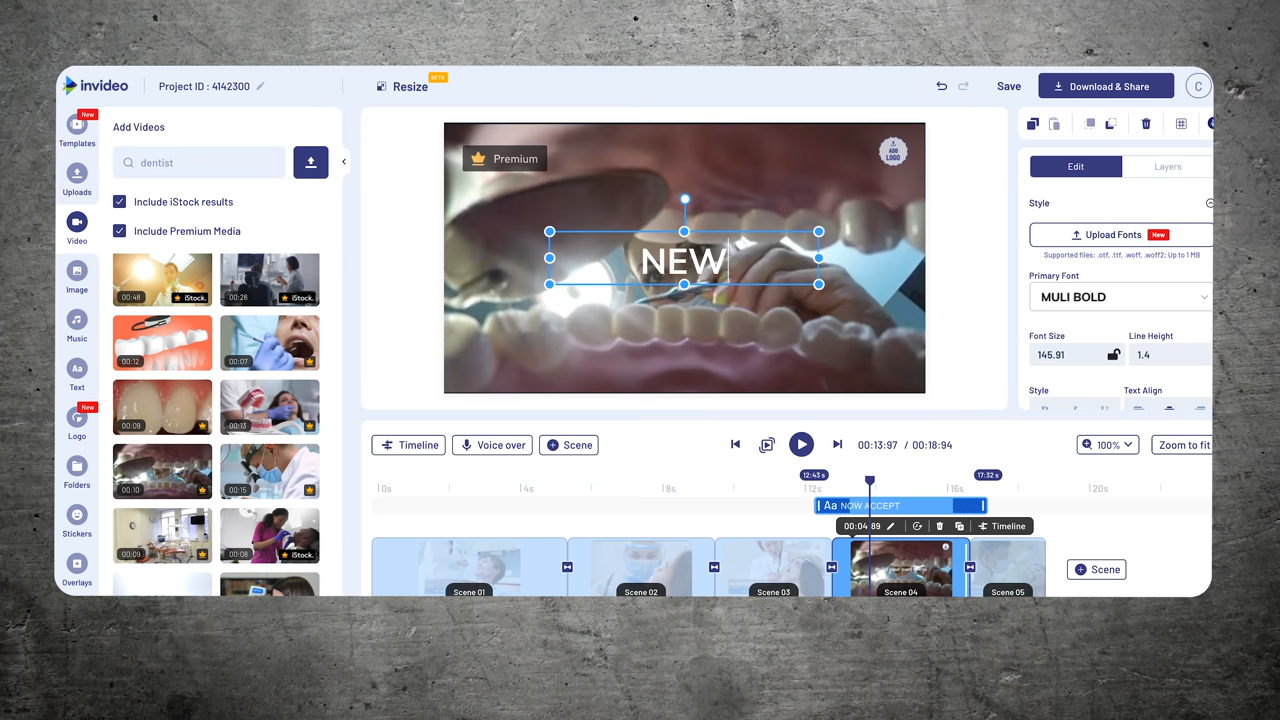 invideo
Project ID : 4142300
Resize
BETA
Save
Download & Share
C
New
Templates
Uploads
Video
Image
Music
Aa
Text
New
Logo
Folders
Stickers
Overlays
Add Videos
dentist
Include iStock results
Include Premium Media
00:48
iStock.
00:26
iStock.
00:12
00:07
00:09
00:13
00:10
00:15
00:09
00:08
iStock.
Premium
ADD
LOGO
NEW
Edit
Layers
Style
Upload Fonts New
Supported files: .otf, .ttf, .woff, .woff2; Up to 1 MB
Primary Font
MULI BOLD
Font Size
Line Height
145.91
1.4
Style
Text Align
Timeline
Voice over
Scene
00:13:97 / 00:18:94
100%
Zoom to fit
12:43 s
17:32 s
0s
4s
8s
12s
16s
20s
Aa NOW ACCEPT
00:04:89
Timeline
Scene 01
Scene 02
Scene 03
Scene 04
Scene 05
Scene